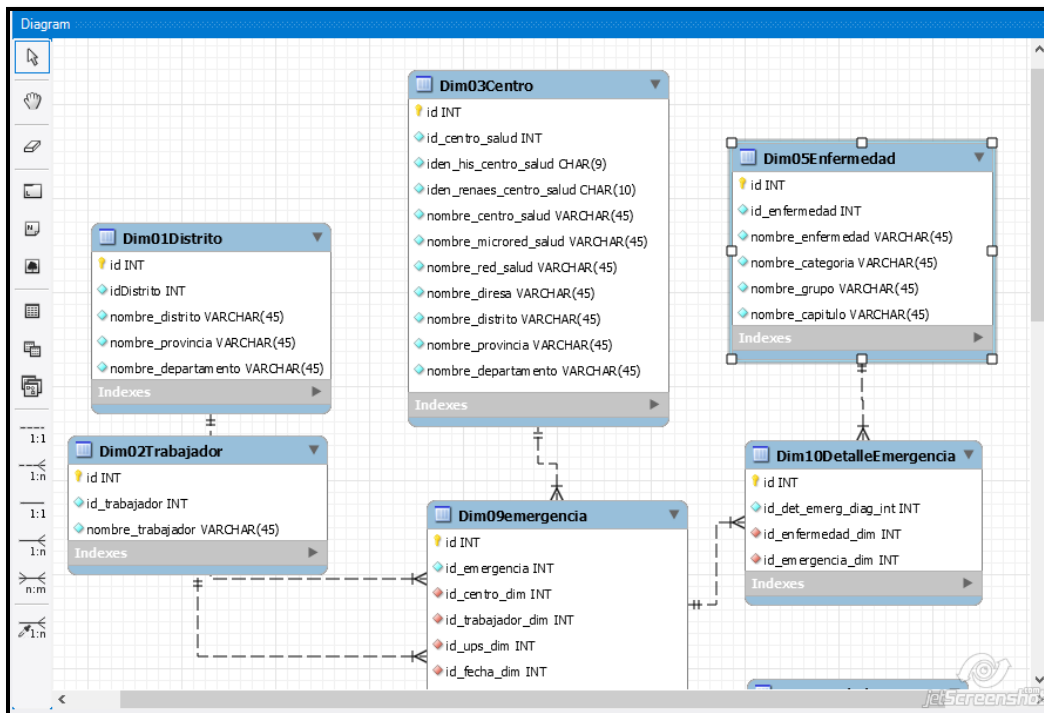 Diagram
1:1
1:n
1:1
1:n
n:m
1:n
Dim03Centro
id INT
id_centro_salud INT
iden_his_centro_salud CHAR(9)
iden_renaes_centro_salud CHAR(10)
nombre_centro_salud VARCHAR(45)
nombre_microred_salud VARCHAR(45)
nombre_red_salud VARCHAR(45)
nombre_diresa VARCHAR(45)
nombre_distrito VARCHAR(45)
nombre_provincia VARCHAR(45)
nombre_departamento VARCHAR(45)
Indexes
Dim05Enfermedad
id INT
id_enfermedad INT
nombre_enfermedad VARCHAR(45)
nombre_categoria VARCHAR(45)
nombre_grupo VARCHAR(45)
nombre_capitulo VARCHAR(45)
Indexes
Dim01Distrito
id INT
idDistrito INT
nombre_distrito VARCHAR(45)
nombre_provincia VARCHAR(45)
nombre_departamento VARCHAR(45)
Indexes
Dim02Trabajador
id INT
id_trabajador INT
nombre_trabajador VARCHAR(45)
Indexes
Dim09emergencia
id INT
id_emergencia INT
id_centro_dim INT
id_trabajador_dim INT
id_ups_dim INT
id_fecha_dim INT
Dim10DetalleEmergencia
id INT
id_det_emerg_diag_int INT
id_enfermedad_dim INT
id_emergencia_dim INT
Indexes